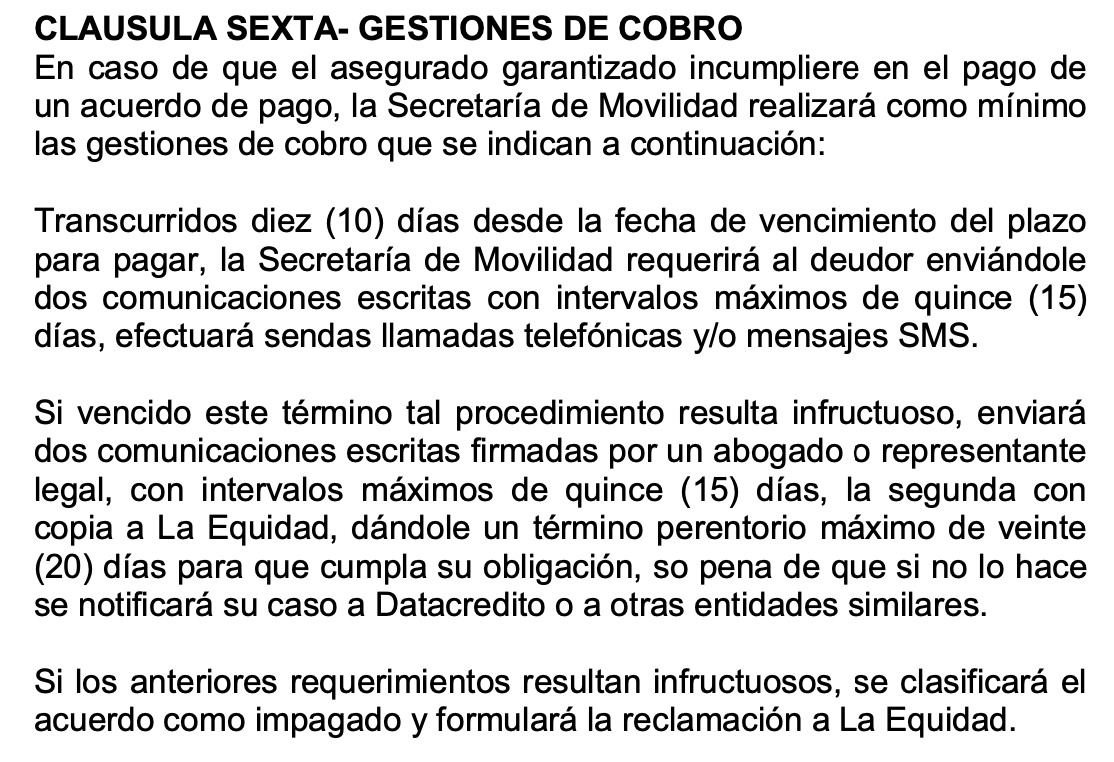 CLAUSULA SEXTA- GESTIONES DE COBRO
En caso de que el asegurado garantizado incumpliere en el pago de
un acuerdo de pago, la Secretaría de Movilidad realizará como mínimo
las gestiones de cobro que se indican a continuación:
Transcurridos diez (10) días desde la fecha de vencimiento del plazo
para pagar, la Secretaría de Movilidad requerirá al deudor enviándole
dos comunicaciones escritas con intervalos máximos de quince (15)
días, efectuará sendas llamadas telefónicas y/o mensajes SMS.
Si vencido este término tal procedimiento resulta infructuoso, enviará
dos comunicaciones escritas firmadas por un abogado o representante
legal, con intervalos máximos de quince (15) días, la segunda con
copia a La Equidad, dándole un término perentorio máximo de veinte
(20) días para que cumpla su obligación, so pena de que si no lo hace
se notificará su caso a Datacredito o a otras entidades similares.
Si los anteriores requerimientos resultan infructuosos, se clasificará el
acuerdo como impagado y formulará la reclamación a La Equidad.